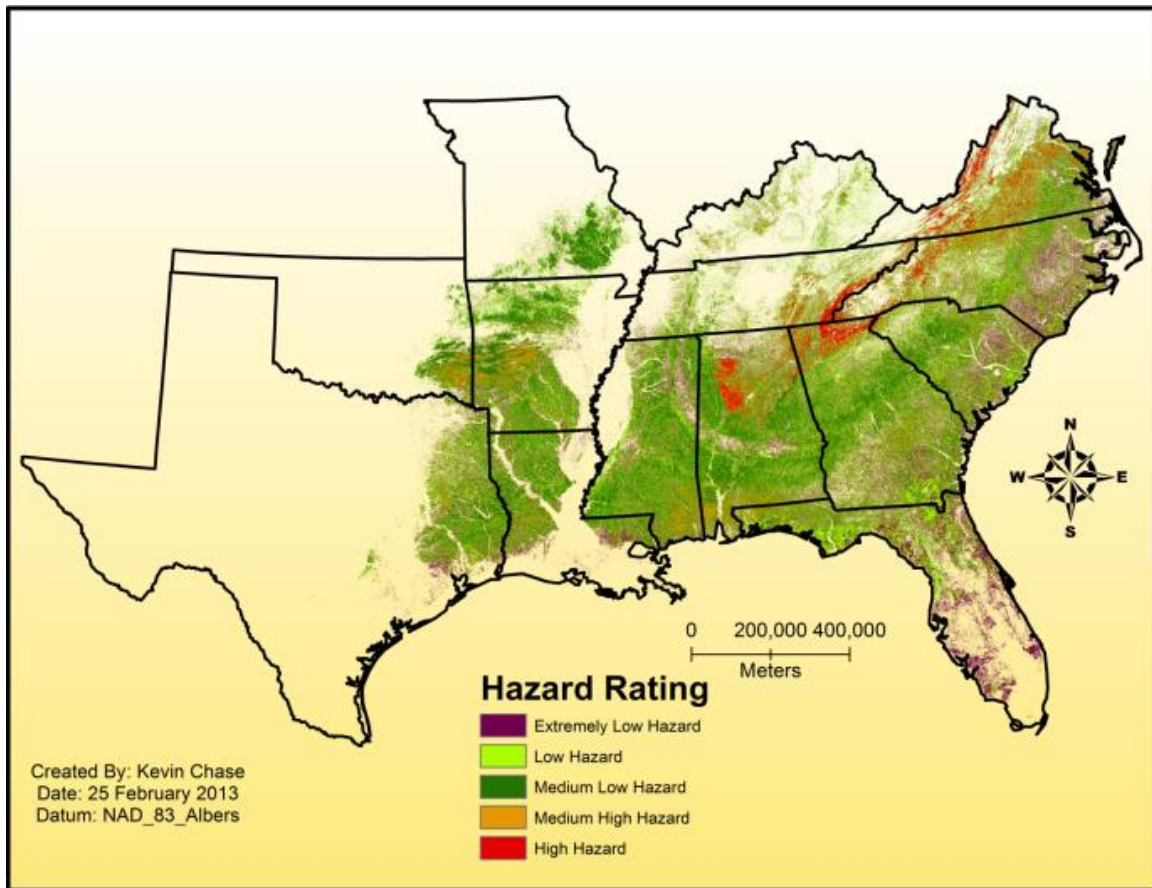 N
W E
S
0 200,000 400,000
Meters
Hazard Rating
Extremely Low Hazard
Low Hazard
Medium Low Hazard
Medium High Hazard
High Hazard
Created By: Kevin Chase
Date: 25 February 2013
Datum: NAD_83_Albers